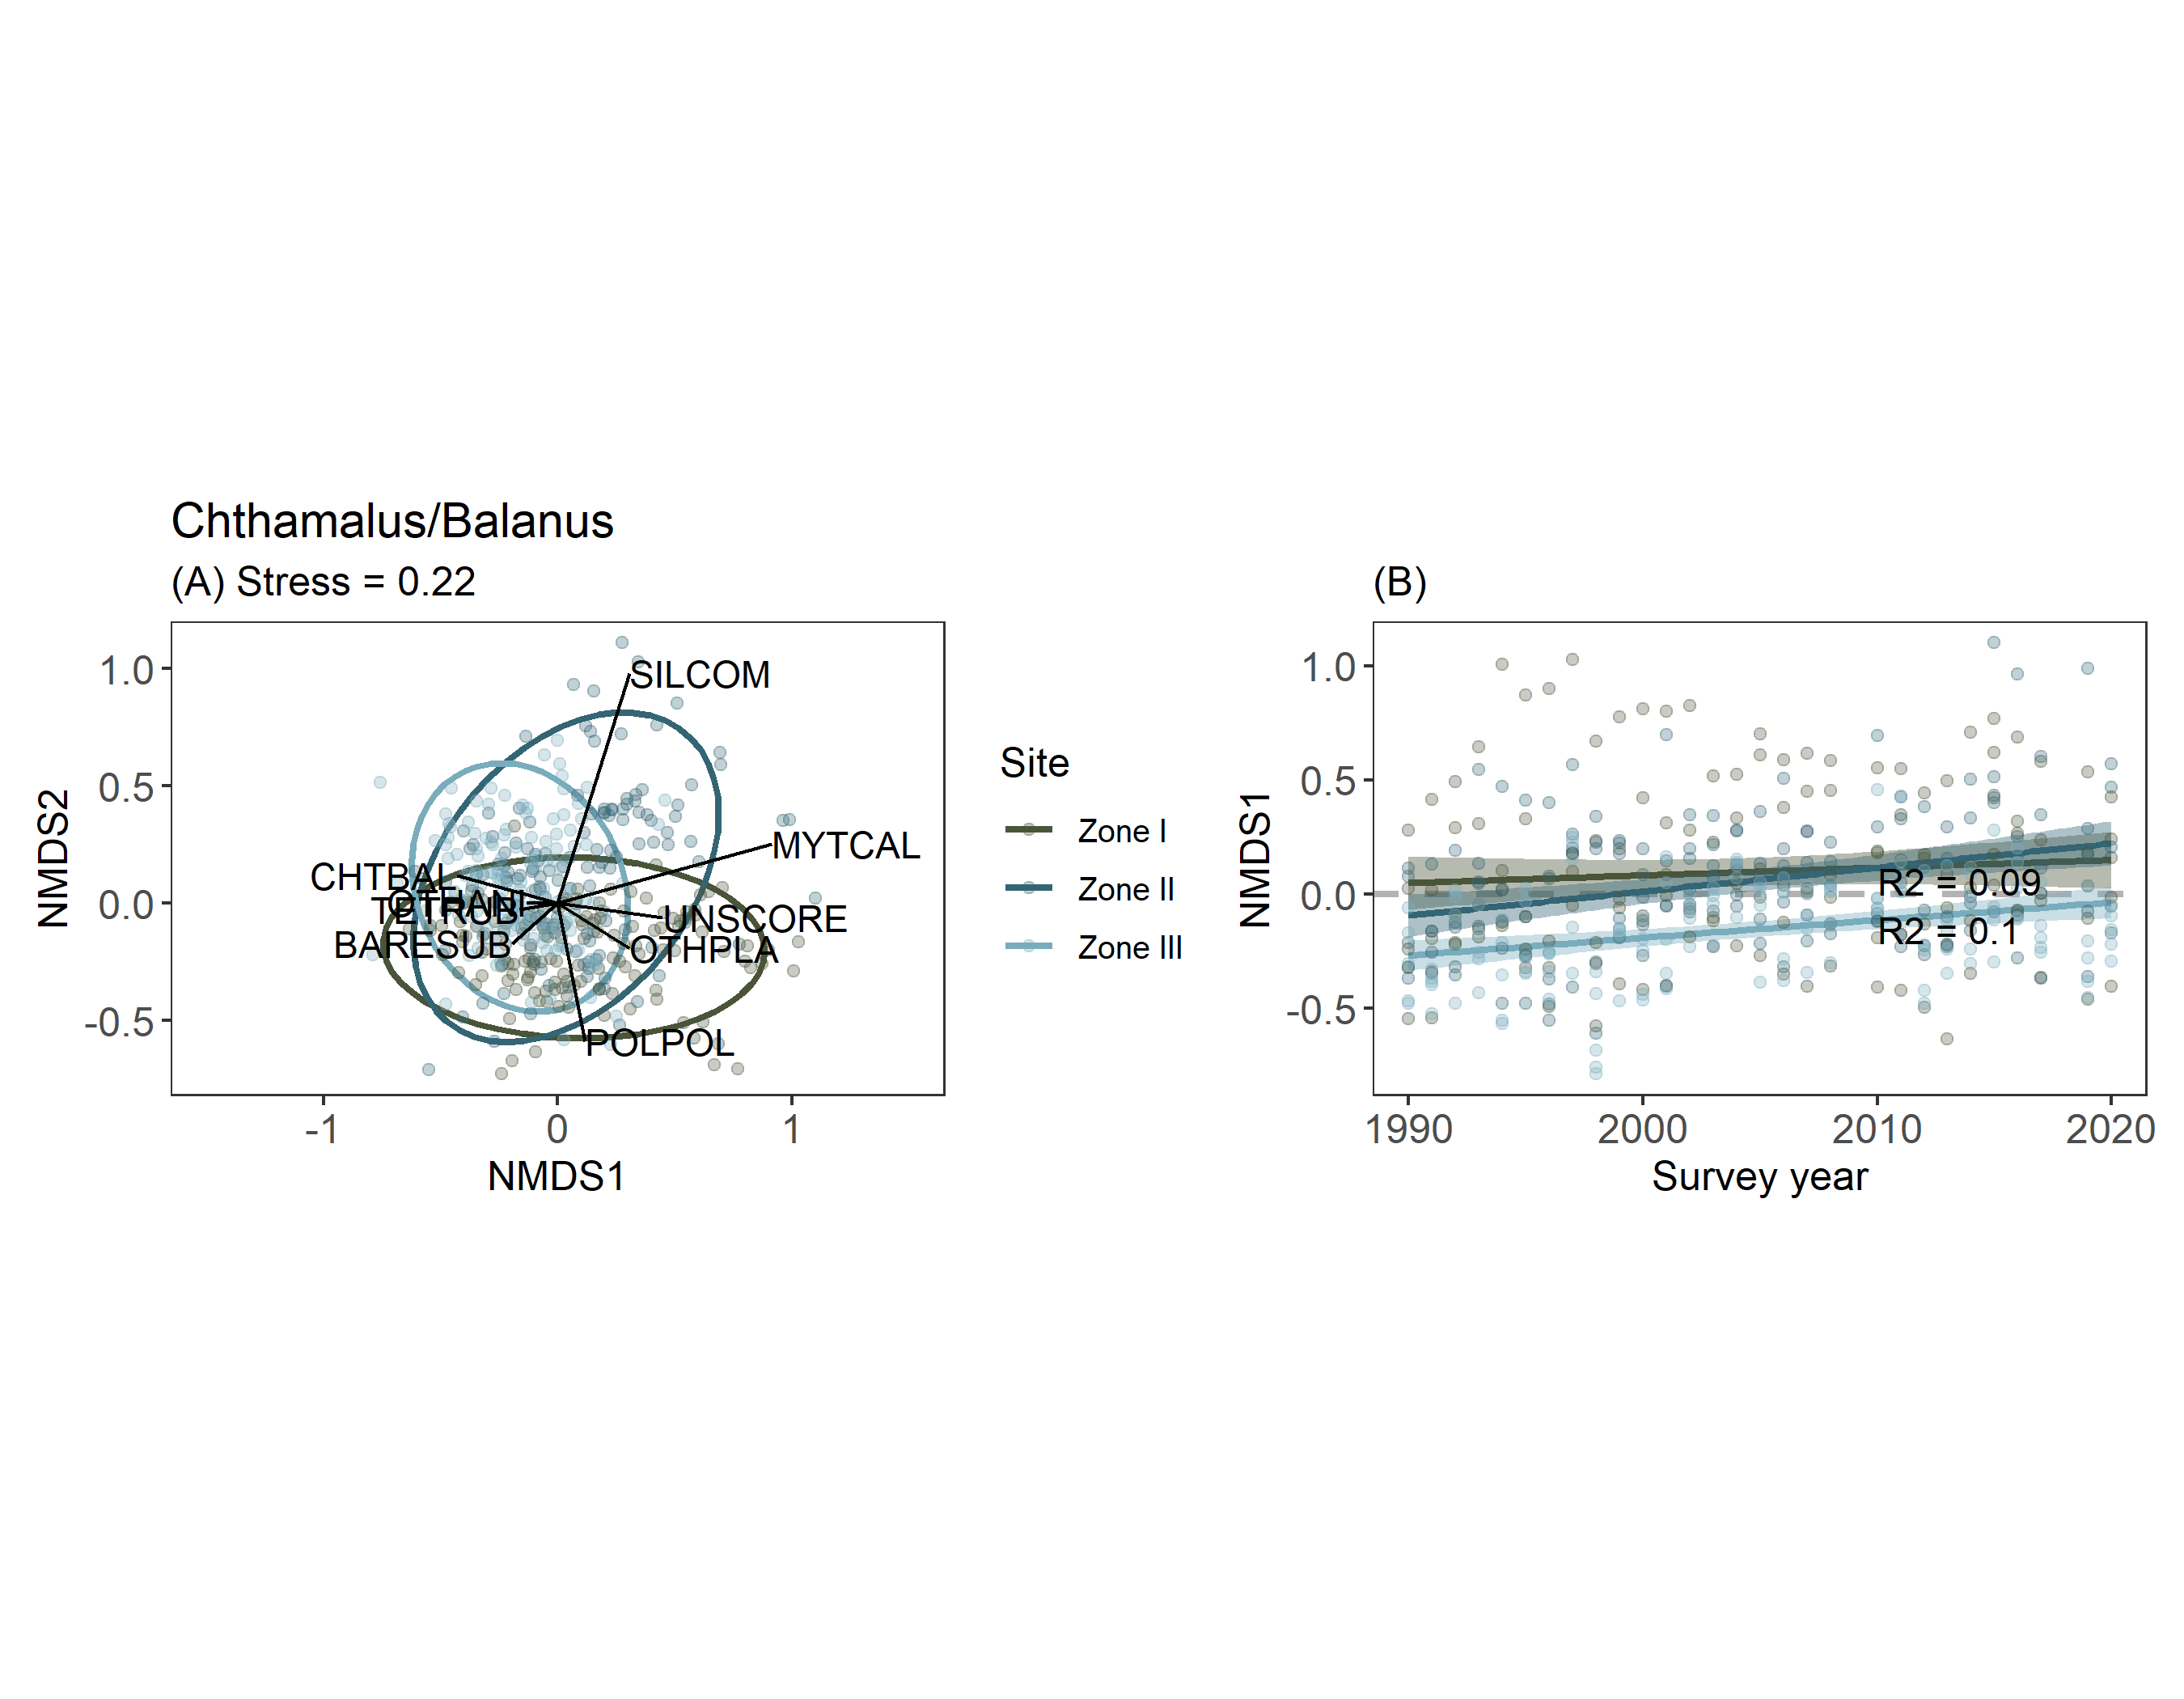 Chthamalus/Balanus
(A) Stress = 0.22
NMDS2
1.0
0.5
0.0
-0.5
SILCOM
MYTCAL
CHTBAL
OTHANI
TETRUB
UNSCORE
BARESUB
OTHPLA
POLPOL
-1
0
1
NMDS1
Site
Zone I
Zone II
Zone III
(B)
NMDS1
1.0
0.5
0.0
-0.5
R2 = 0.09
R2 = 0.1
1990
2000
2010
2020
Survey year